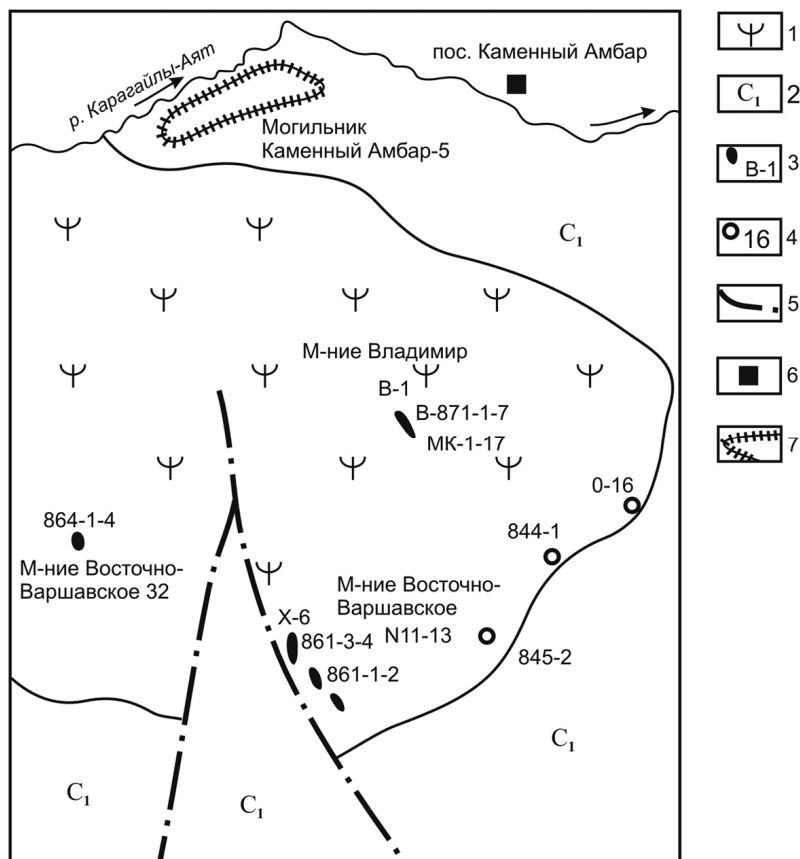 р. Карагайлы-Аят
пос. Каменный Амбар
Могильник
Каменный Амбар-5
C₁
М-ние Владимир
В-1
В-871-1-7
МК-1-17
0-16
864-1-4
844-1
М-ние Восточно-
Варшавское 32
М-ние Восточно-
Варшавское
Х-6
861-3-4
N11-13
845-2
861-1-2
C₁
C₁
C₁
1
C₁ 2
В-1 3
16 4
5
6
7